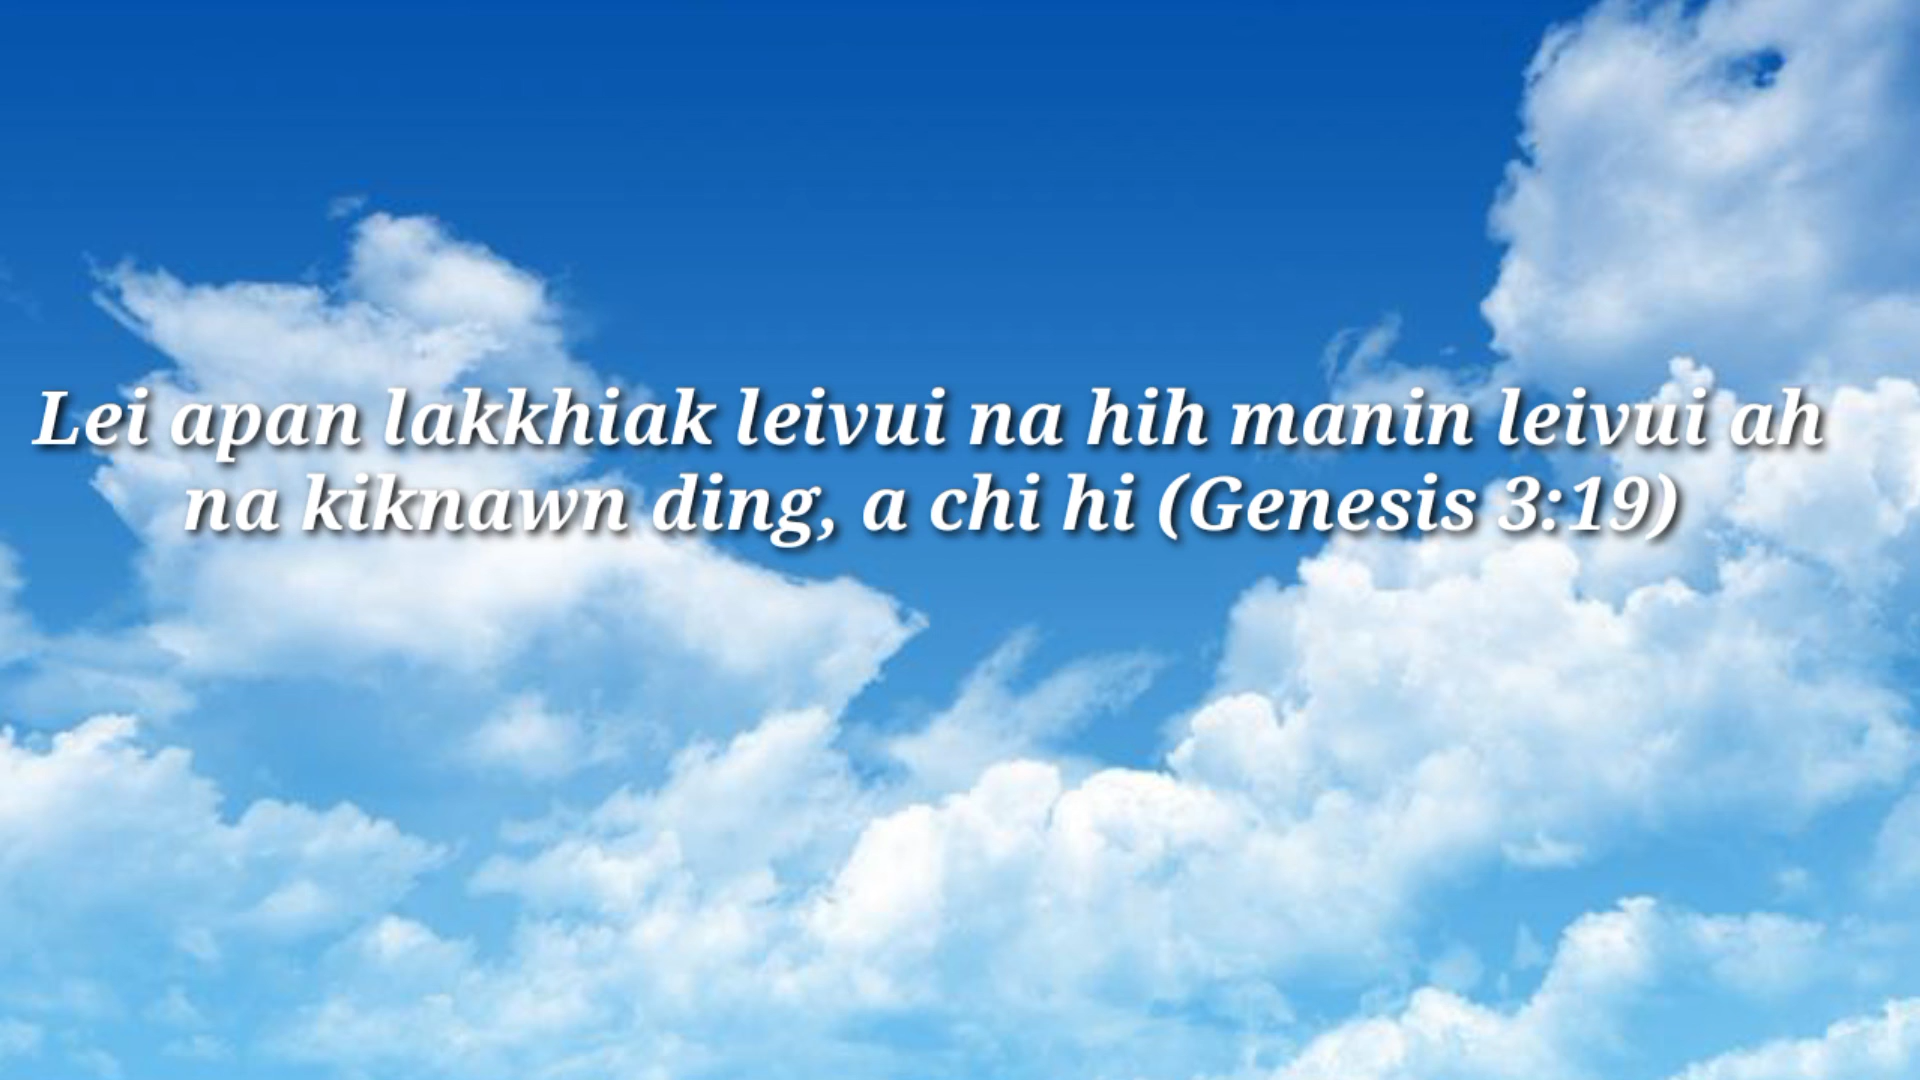 Lei apan lakkhiak leivui na hih manin leivui ah
na kiknawn ding, a chi hi (Genesis 3:19)